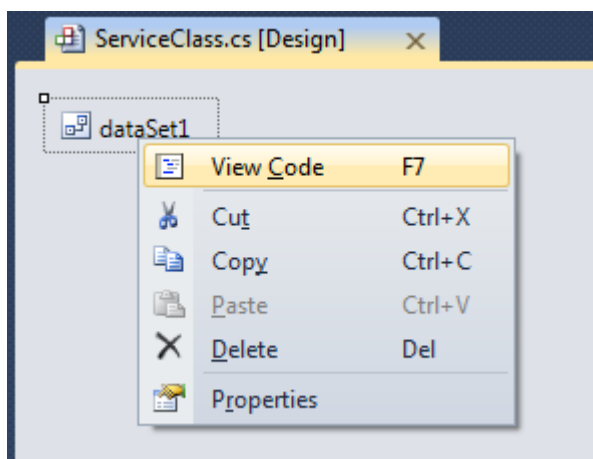 ServiceClass.cs [Design]
dataSet1
View Code F7
Cut Ctrl+X
Copy Ctrl+C
Paste Ctrl+V
Delete Del
Properties